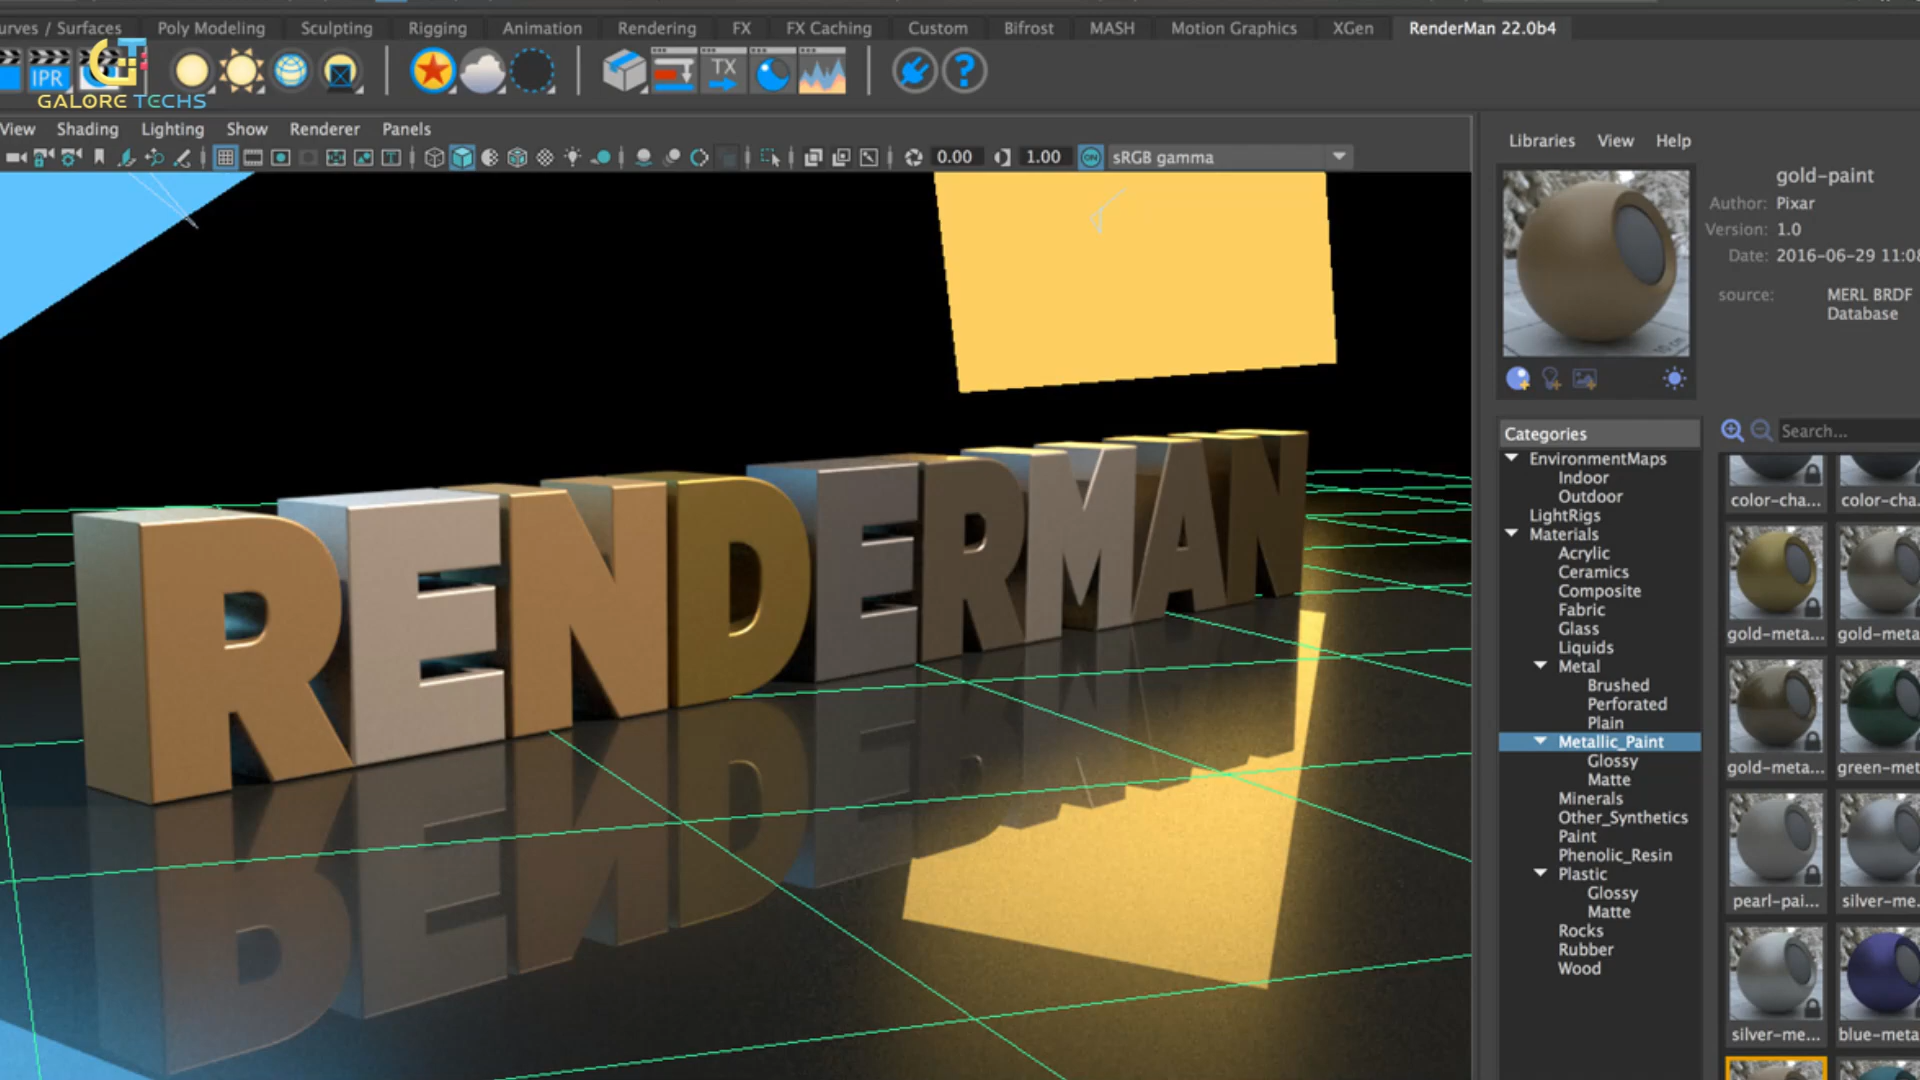 urves / Surfaces Poly Modeling Sculpting Rigging Animation Rendering FX FX Caching Custom Bifrost MASH Motion Graphics XGen RenderMan 22.0b4
IPR
TX
GALORE TECHS
View Shading Lighting Show Renderer Panels
0.00 1.00 ON sRGB gamma
RENDERMAN
Libraries View Help
gold-paint
Author: Pixar
Version: 1.0
Date: 2016-06-29 11:08
source: MERL BRDF
Database
Categories
EnvironmentMaps
Indoor
Outdoor
LightRigs
Materials
Acrylic
Ceramics
Composite
Fabric
Glass
Liquids
Metal
Brushed
Perforated
Plain
Metallic_Paint
Glossy
Matte
Minerals
Other_Synthetics
Paint
Phenolic_Resin
Plastic
Glossy
Matte
Rocks
Rubber
Wood
Search...
color-cha... color-cha.
gold-meta... gold-meta
gold-meta... green-met
pearl-pai... silver-me.
silver-me... blue-meta